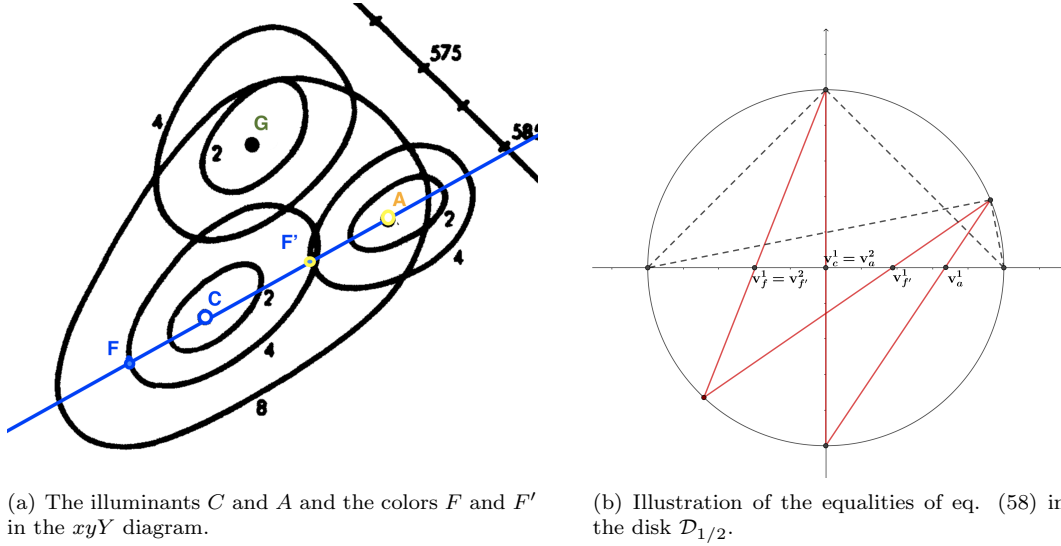 575
585
4
G
2
A
2
F'
4
C
2
F
4
8
v_c^1 = v_a^2
v_f^1 = v_{f'}^2
v_{f'}^1
v_a^1
(a) The illuminants C and A and the colors F and F′
in the xyY diagram.
(b) Illustration of the equalities of eq. (58) in
the disk D_{1/2}.